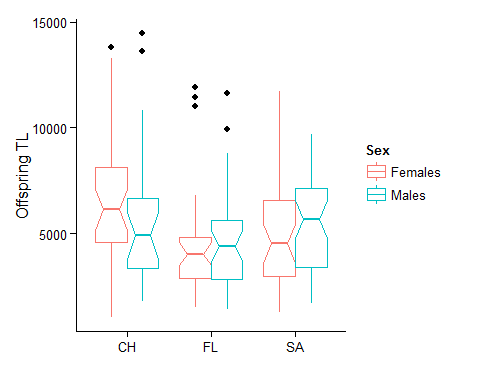 15000
10000
5000
Offspring TL
CH FL SA
Sex
Females
Males